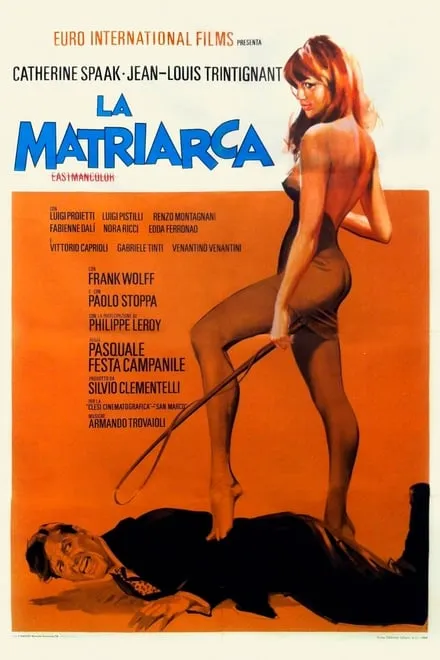 EURO INTERNATIONAL FILMS PRESENTA
CATHERINE SPAAK · JEAN-LOUIS TRINTIGNANT
LA
MATRIARCA
EASTMANCOLOR
CON
LUIGI PROIETTI LUIGI PISTILLI RENZO MONTAGNANI
FABIENNE DALÍ NORA RICCI EDDA FERRONAO
E
VITTORIO CAPRIOLI GABRIELE TINTI VENANTINO VENANTINI
CON
FRANK WOLFF
E CON
PAOLO STOPPA
CON LA PARTECIPAZIONE DI
PHILIPPE LEROY
REGIA
PASQUALE
FESTA CAMPANILE
PRODOTTO DA
SILVIO CLEMENTELLI
PER LA
"CLESI CINEMATOGRAFICA"-"SAN MARCO"
MUSICHE
ARMANDO TROVAIOLI